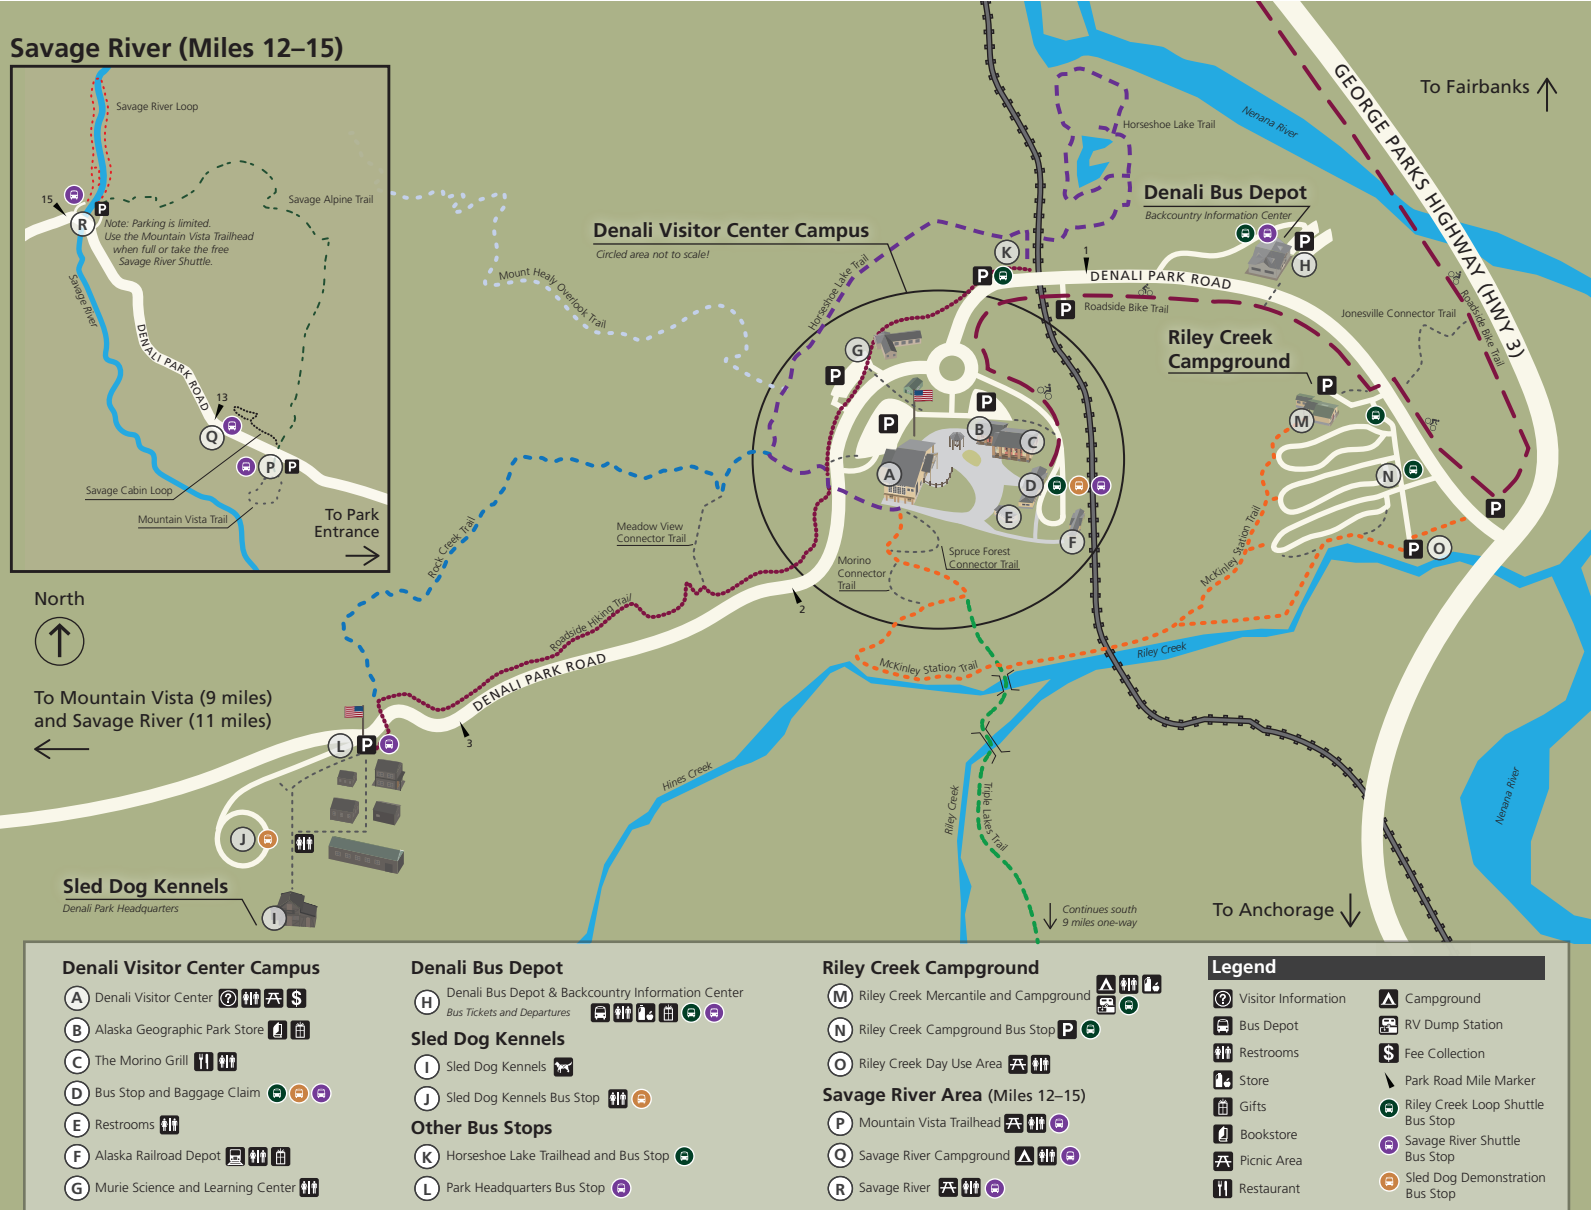 Savage River (Miles 12–15)
Savage River Loop
15
R
P
Note: Parking is limited.
Use the Mountain Vista Trailhead
when full or take the free
Savage River Shuttle.
Savage Alpine Trail
Savage River
DENALI PARK ROAD
13
Q
P
P
Savage Cabin Loop
Mountain Vista Trail
To Park
Entrance
North
To Mountain Vista (9 miles)
and Savage River (11 miles)
To Fairbanks
GEORGE PARKS HIGHWAY (HWY 3)
Nenana River
Horseshoe Lake Trail
Denali Bus Depot
Backcountry Information Center
P
H
Denali Visitor Center Campus
Circled area not to scale!
K
P
1
DENALI PARK ROAD
Roadside Bike Trail
P
Jonesville Connector Trail
Roadside Bike Trail
Riley Creek
Campground
P
M
N
P
P
O
Mount Healy Overlook Trail
Horseshoe Lake Trail
G
P
P
P
A
B
C
D
E
F
Rock Creek Trail
Meadow View
Connector Trail
Morino
Connector
Trail
Spruce Forest
Connector Trail
McKinley Station Trail
McKinley Station Trail
Riley Creek
2
Roadside Hiking Trail
DENALI PARK ROAD
3
L
P
J
I
Sled Dog Kennels
Denali Park Headquarters
Hines Creek
Riley Creek
Triple Lakes Trail
Continues south
9 miles one-way
To Anchorage
Nenana River
Denali Visitor Center Campus
A Denali Visitor Center
B Alaska Geographic Park Store
C The Morino Grill
D Bus Stop and Baggage Claim
E Restrooms
F Alaska Railroad Depot
G Murie Science and Learning Center
Denali Bus Depot
H Denali Bus Depot & Backcountry Information Center
Bus Tickets and Departures
Sled Dog Kennels
I Sled Dog Kennels
J Sled Dog Kennels Bus Stop
Other Bus Stops
K Horseshoe Lake Trailhead and Bus Stop
L Park Headquarters Bus Stop
Riley Creek Campground
M Riley Creek Mercantile and Campground
N Riley Creek Campground Bus Stop P
O Riley Creek Day Use Area
Savage River Area (Miles 12–15)
P Mountain Vista Trailhead
Q Savage River Campground
R Savage River
Legend
? Visitor Information
Bus Depot
Restrooms
Store
Gifts
Bookstore
Picnic Area
Restaurant
Campground
RV Dump Station
$ Fee Collection
Park Road Mile Marker
Riley Creek Loop Shuttle
Bus Stop
Savage River Shuttle
Bus Stop
Sled Dog Demonstration
Bus Stop